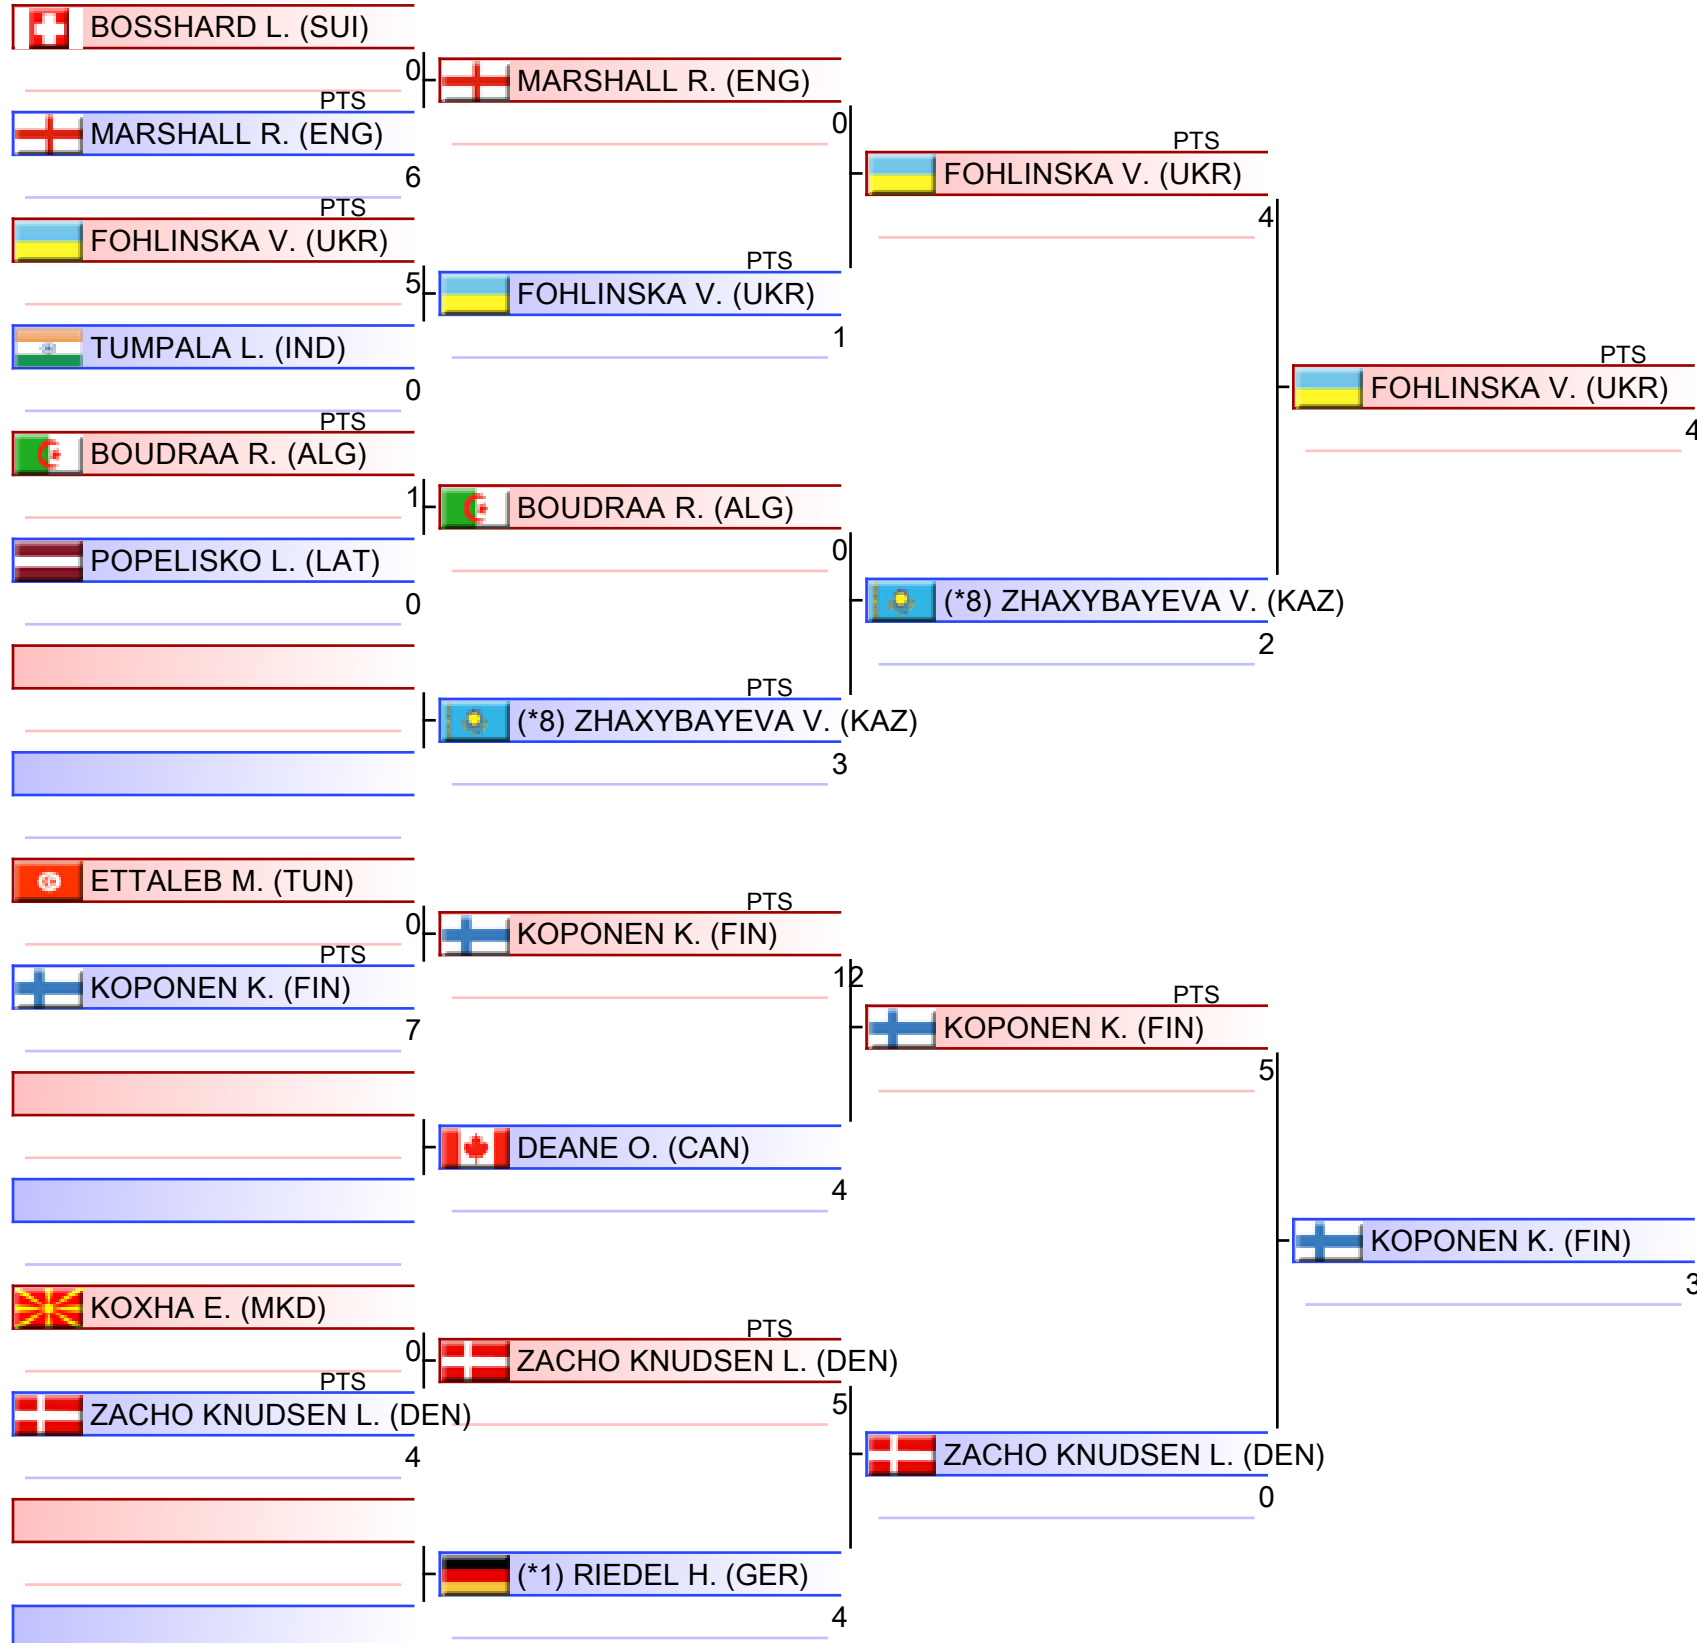 BOSSHARD L. (SUI)
0
MARSHALL R. (ENG)
0
PTS
MARSHALL R. (ENG)
6
PTS
FOHLINSKA V. (UKR)
4
PTS
FOHLINSKA V. (UKR)
5
PTS
FOHLINSKA V. (UKR)
1
TUMPALA L. (IND)
0
PTS
FOHLINSKA V. (UKR)
4
PTS
BOUDRAA R. (ALG)
1
BOUDRAA R. (ALG)
0
POPELISKO L. (LAT)
0
(*8) ZHAXYBAYEVA V. (KAZ)
2
PTS
(*8) ZHAXYBAYEVA V. (KAZ)
3
ETTALEB M. (TUN)
0
PTS
KOPONEN K. (FIN)
12
PTS
KOPONEN K. (FIN)
7
PTS
KOPONEN K. (FIN)
5
DEANE O. (CAN)
4
KOPONEN K. (FIN)
3
KOXHA E. (MKD)
0
PTS
ZACHO KNUDSEN L. (DEN)
5
PTS
ZACHO KNUDSEN L. (DEN)
4
ZACHO KNUDSEN L. (DEN)
0
(*1) RIEDEL H. (GER)
4